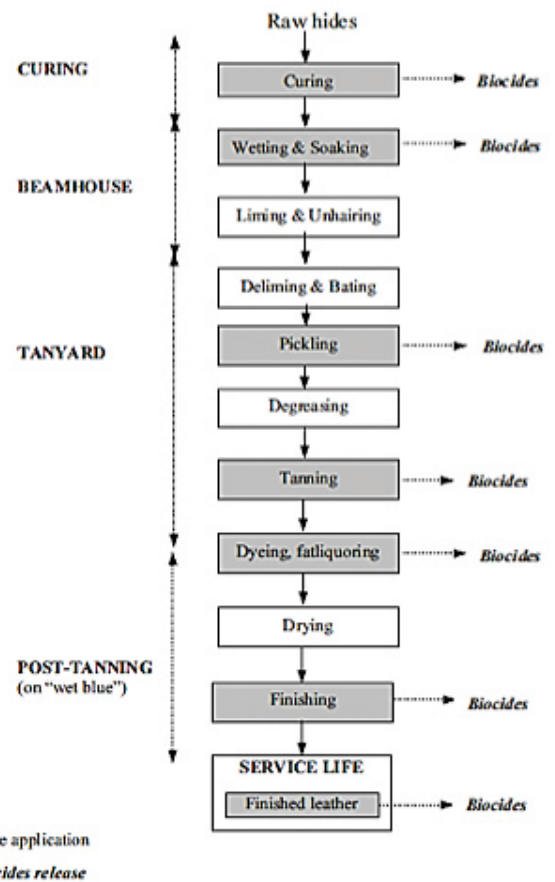 Raw hides
CURING
Curing
Biocides
Wetting & Soaking
Biocides
BEAMHOUSE
Liming & Unhairing
Deliming & Bating
TANYARD
Pickling
Biocides
Degreasing
Tanning
Biocides
Dyeing, fatliquoring
Biocides
Drying
POST-TANNING
(on "wet blue")
Finishing
Biocides
SERVICE LIFE
Finished leather
Biocides
application
release